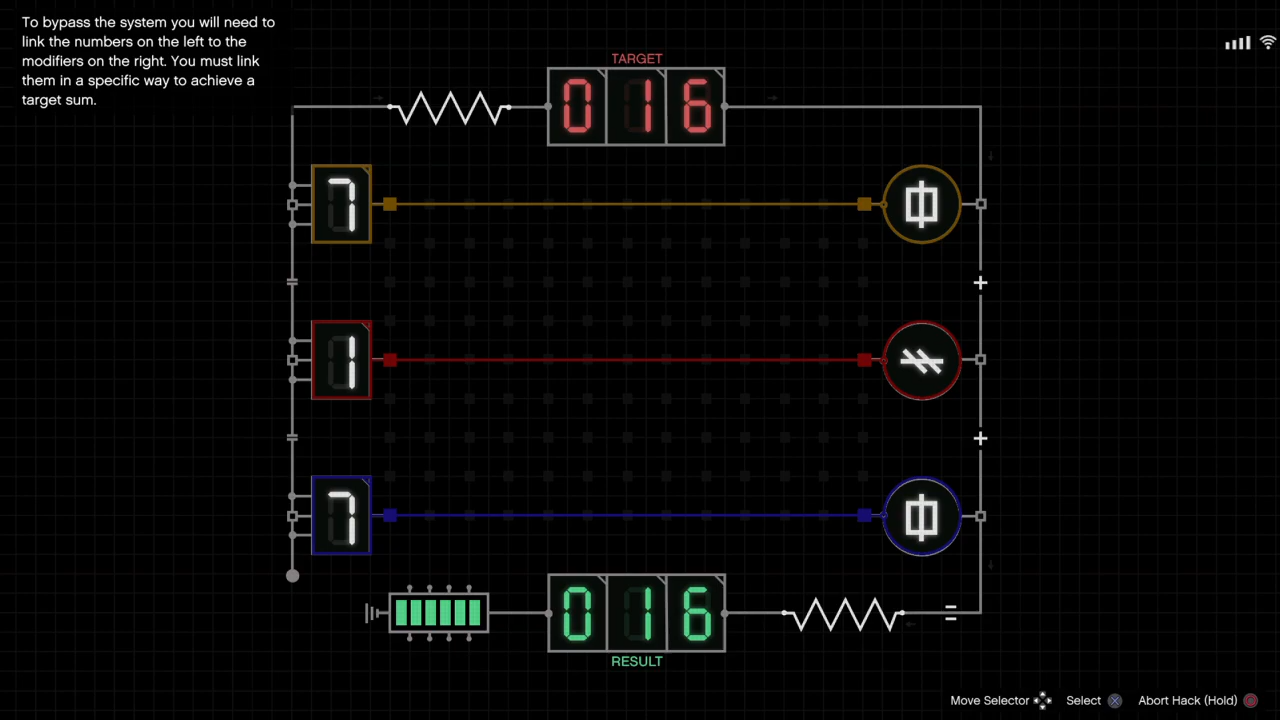 To bypass the system you will need to
link the numbers on the left to the
modifiers on the right. You must link
them in a specific way to achieve a
target sum.
TARGET
016
7
1
+
7
+
016
=
RESULT
Move Selector Select Abort Hack (Hold)